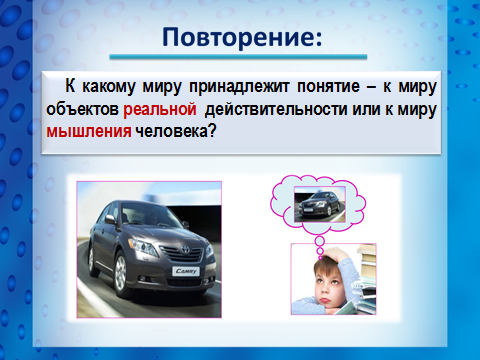 Повторение:
К какому миру принадлежит понятие – к миру
объектов реальной действительности или к миру
мышления человека?
CAMRY